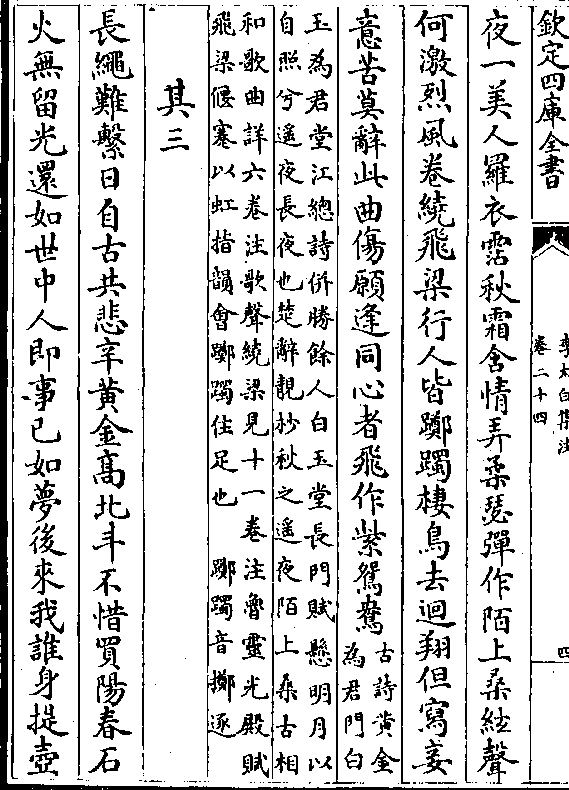 欽定四庫全書
李太白集注
卷二十四
四
夜一美人羅衣霑秋霜含情弄柔瑟彈作陌上桑絃聲
何激烈風卷繞飛梁行人皆躑躅棲鳥去迴翔但寫妾
意苦莫辭此曲傷願逢同心者飛作紫鴛鴦
古詩黃金
為君門白
玉為君堂江總詩併勝餘人白玉堂長門賦懸明月以
自照兮遥夜長夜也楚辭靚杪秋之遥夜陌上桑古相
和歌曲詳六卷注歌聲繞梁見十一卷注魯靈光殿賦
飛梁偃蹇以虹指韻會躑躅住足也　躑躅音擲逐
其三
長繩難繫日自古共悲辛黃金高北斗不惜買陽春石
火無留光還如世中人即事已如夢後來我誰身提壺